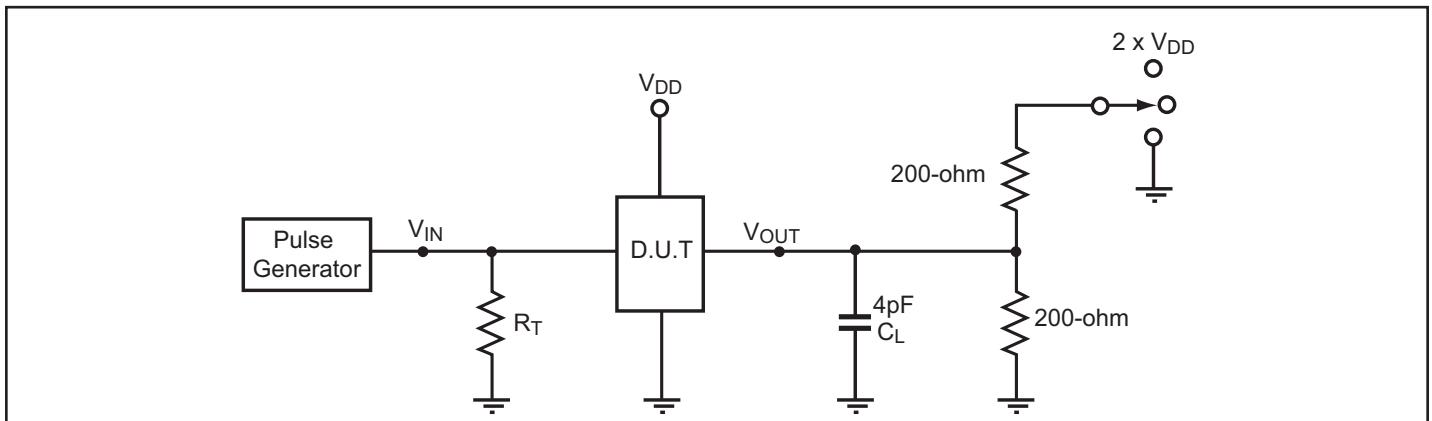 2 x VDD
VDD
200-ohm
Pulse
Generator
VIN
D.U.T
VOUT
RT
4pF
CL
200-ohm